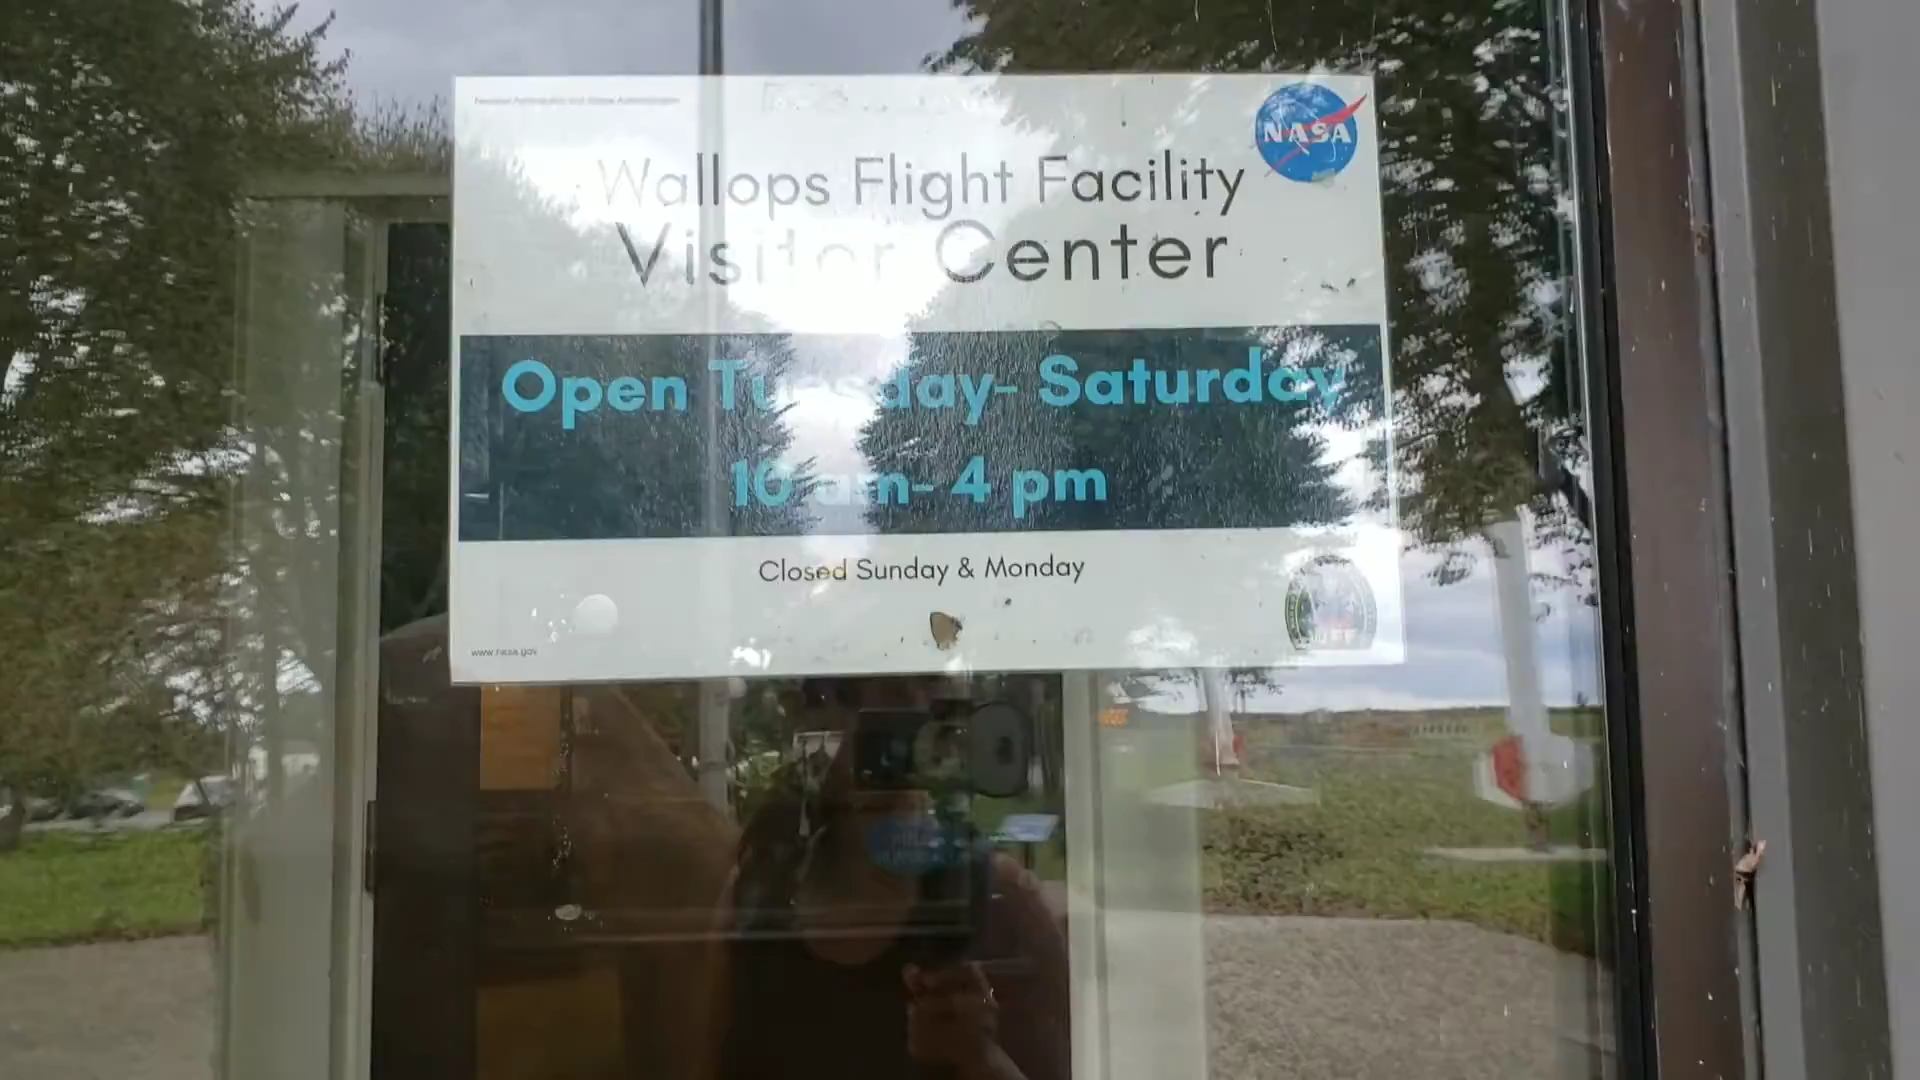 National Aeronautics and Space Administration
NASA
Wallops Flight Facility
Visitor Center
Open Tuesday- Saturday
10 am- 4 pm
Closed Sunday & Monday
www.nasa.gov
WFF